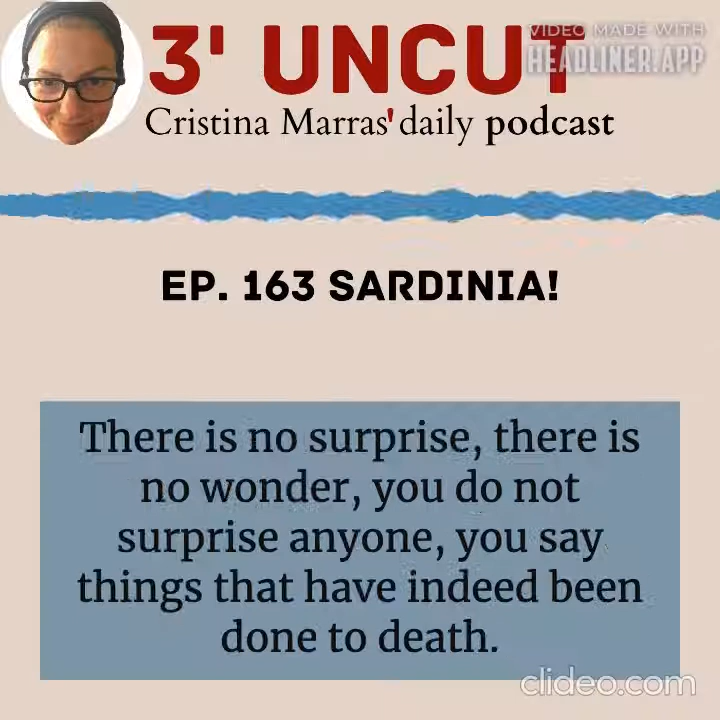 3' UNCUT
VIDEO MADE WITH
HEADLINER.APP
Cristina Marras' daily podcast
EP. 163 SARDINIA!
There is no surprise, there is
no wonder, you do not
surprise anyone, you say
things that have indeed been
done to death.
clideo.com